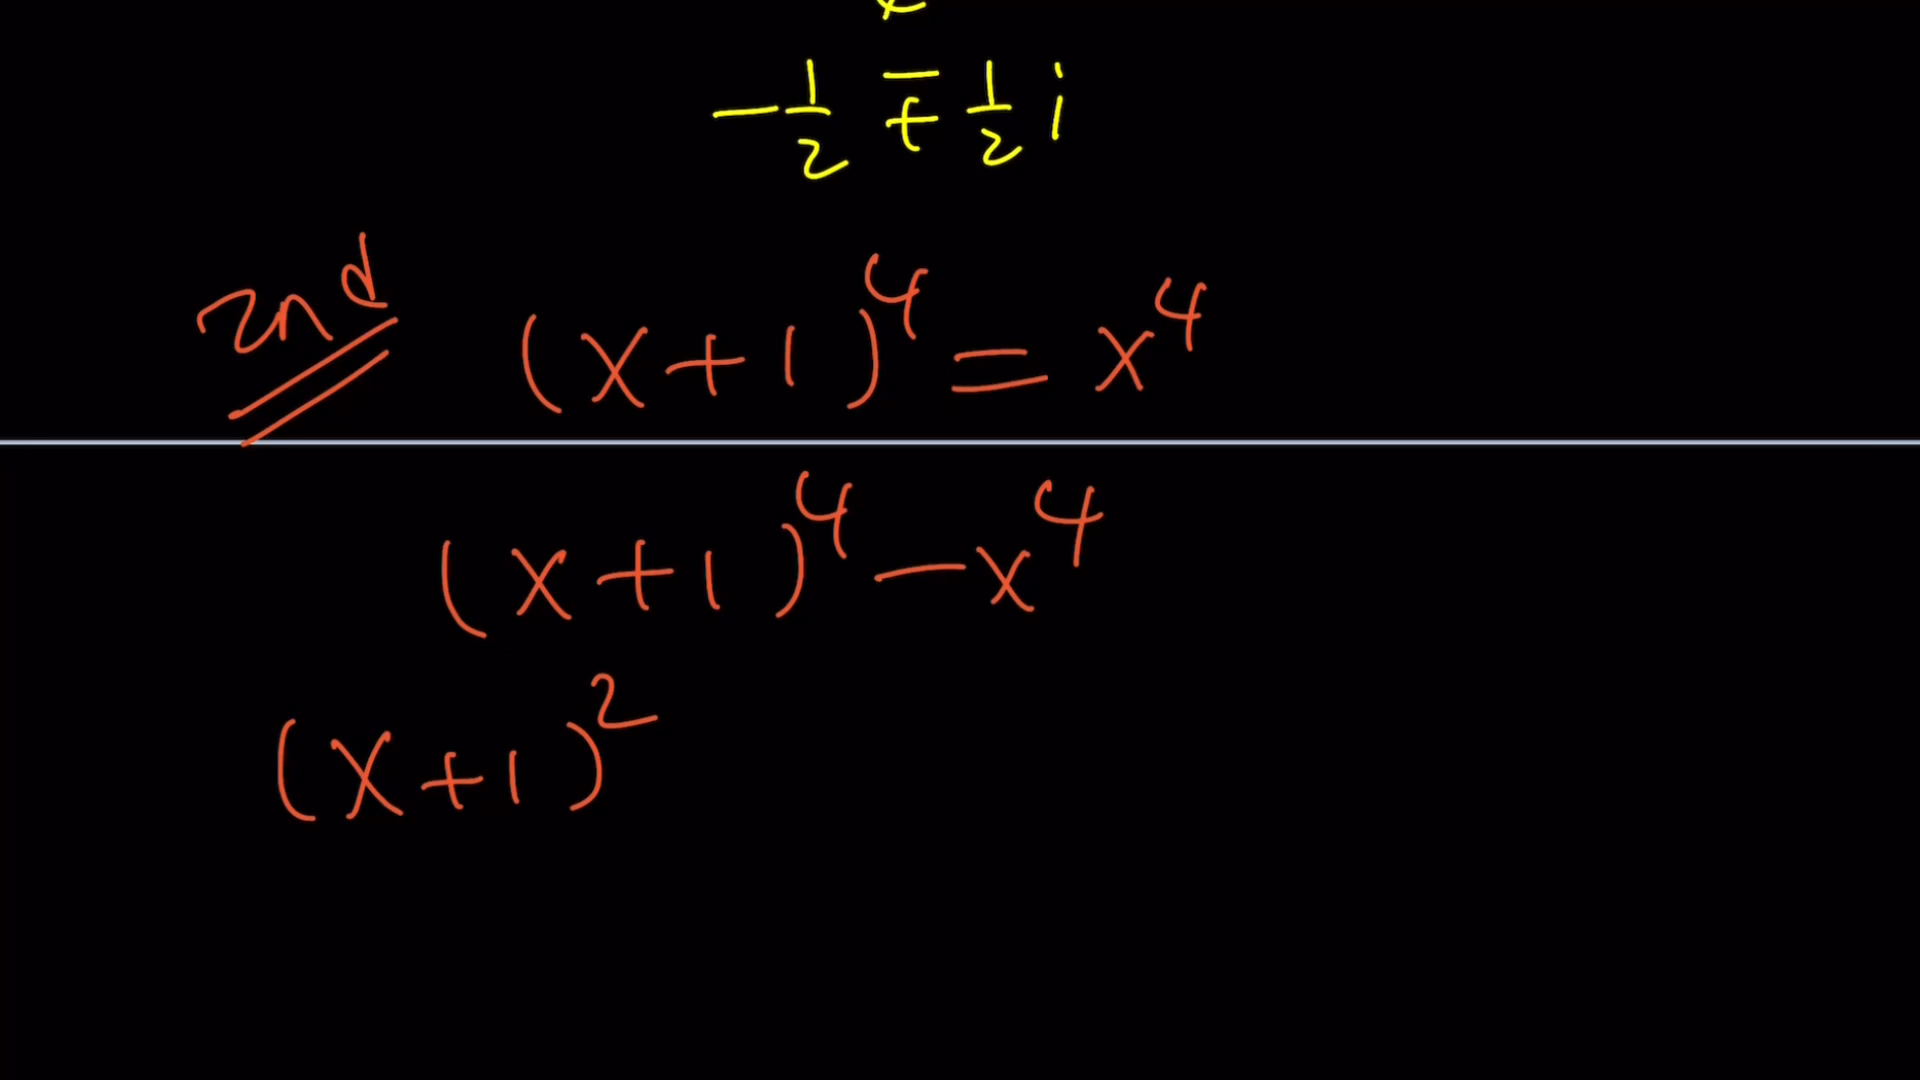 -1/2 ∓ 1/2 i
2nd (x+1)^4 = x^4
(x+1)^4 - x^4
(x+1)^2